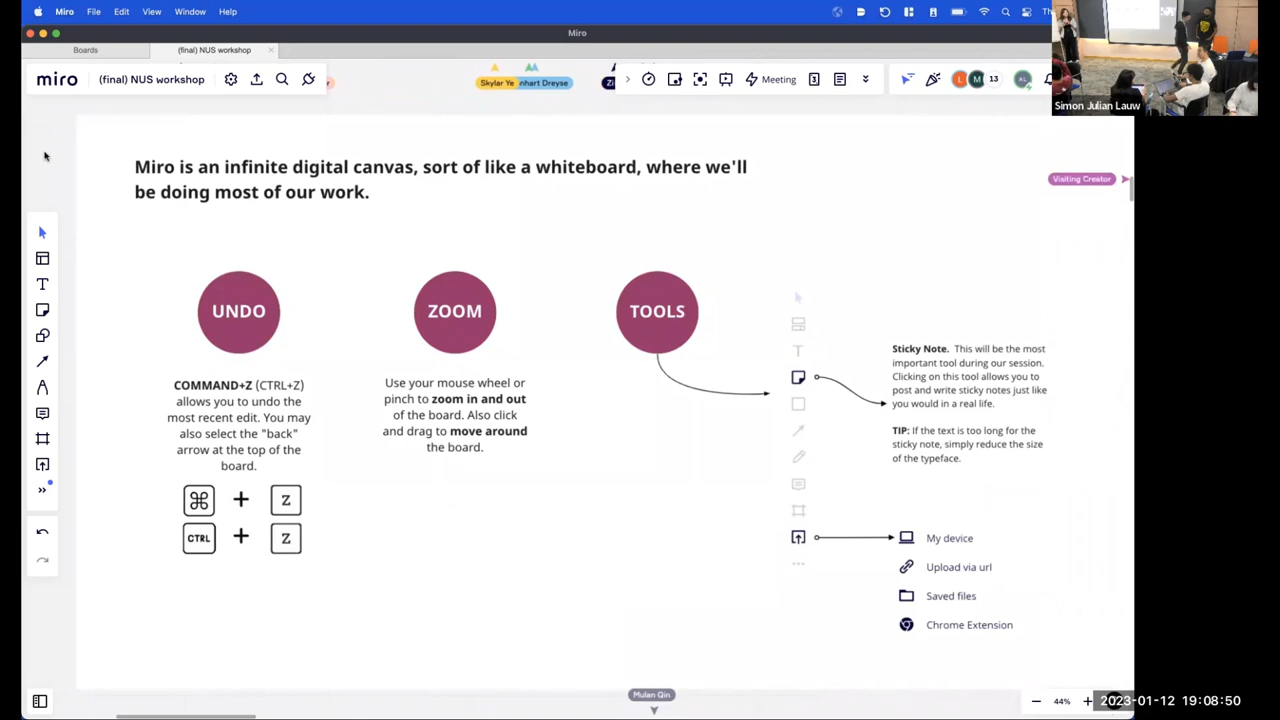 Miro File Edit View Window Help
Miro
Boards
(final) NUS workshop
miro
(final) NUS workshop
Skylar Ye
nhart Dreyse
Zi
Meeting
3
L
M
13
AL
Simon Julian Lauw
Miro is an infinite digital canvas, sort of like a whiteboard, where we'll
be doing most of our work.
Visiting Creator
UNDO
COMMAND+Z (CTRL+Z)
allows you to undo the
most recent edit. You may
also select the "back"
arrow at the top of the
board.
⌘ + Z
CTRL + Z
ZOOM
Use your mouse wheel or
pinch to zoom in and out
of the board. Also click
and drag to move around
the board.
TOOLS
T
Sticky Note. This will be the most
important tool during our session.
Clicking on this tool allows you to
post and write sticky notes just like
you would in a real life.
TIP: If the text is too long for the
sticky note, simply reduce the size
of the typeface.
My device
Upload via url
Saved files
Chrome Extension
Mulan Qin
44%
2023-01-12 19:08:50